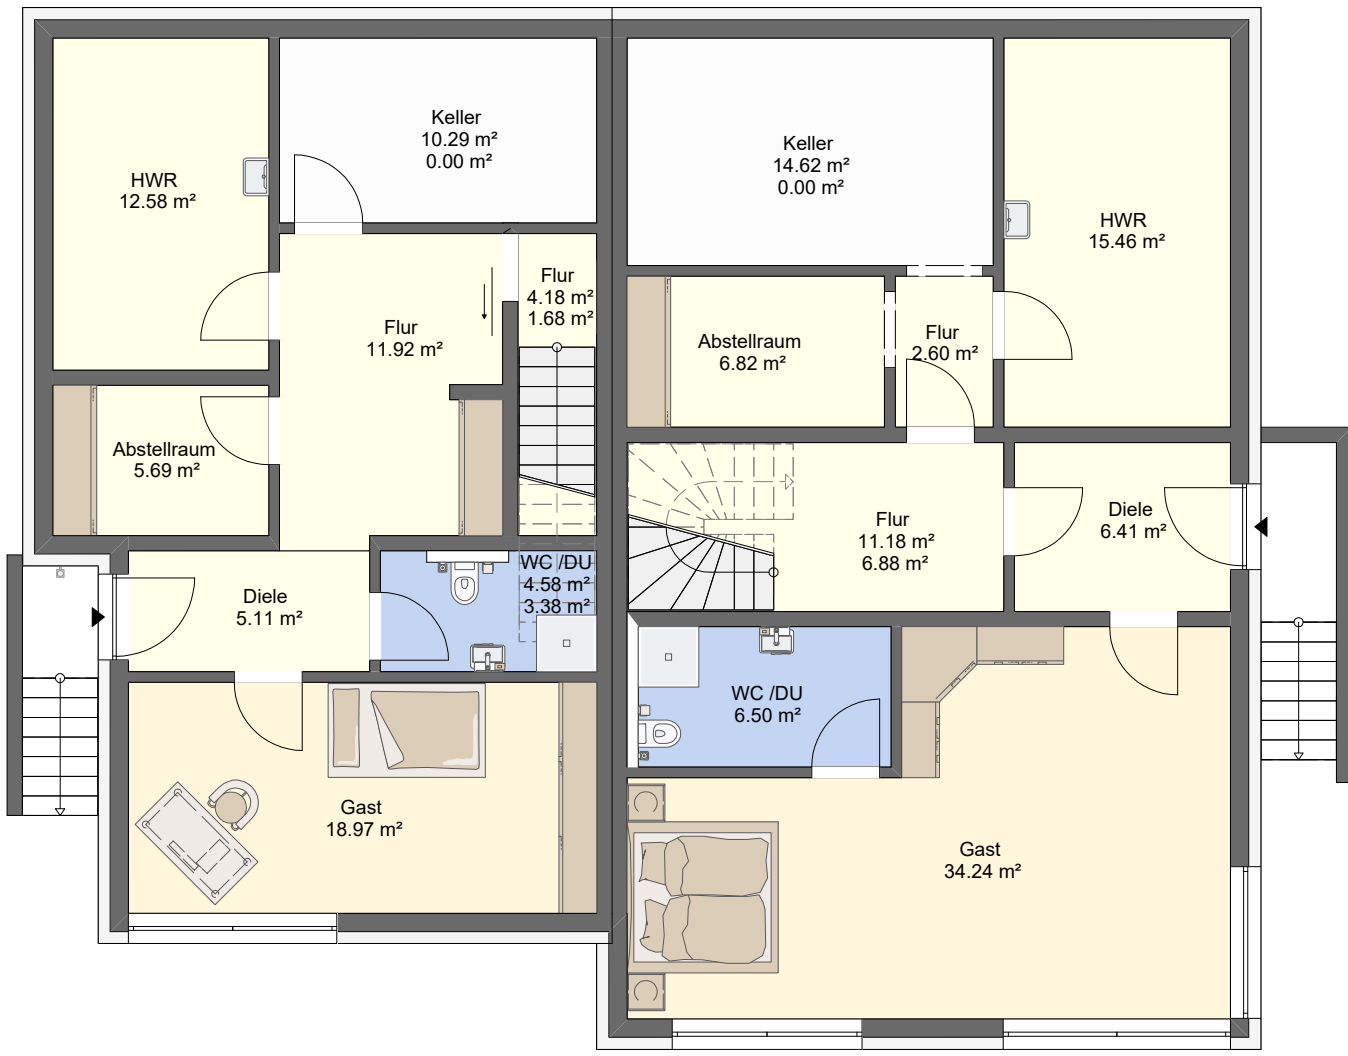 Keller
10.29 m²
0.00 m²
HWR
12.58 m²
Flur
4.18 m²
1.68 m²
Flur
11.92 m²
Abstellraum
5.69 m²
Diele
5.11 m²
WC /DU
4.58 m²
3.38 m²
Gast
18.97 m²
Keller
14.62 m²
0.00 m²
HWR
15.46 m²
Abstellraum
6.82 m²
Flur
2.60 m²
Flur
11.18 m²
6.88 m²
Diele
6.41 m²
WC /DU
6.50 m²
Gast
34.24 m²